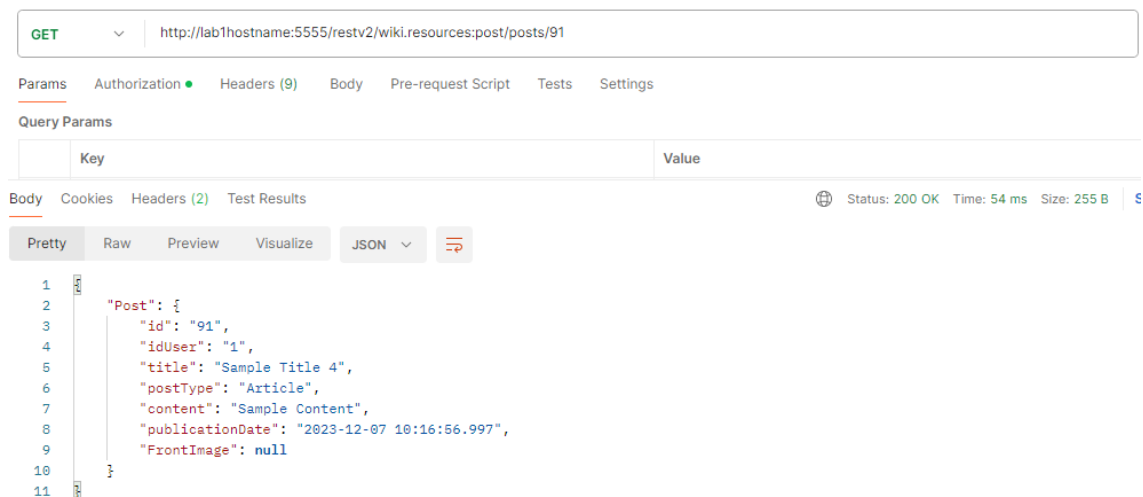 GET http://lab1hostname:5555/restv2/wiki.resources:post/posts/91
Params Authorization Headers (9) Body Pre-request Script Tests Settings
Query Params
Key Value
Body Cookies Headers (2) Test Results Status: 200 OK Time: 54 ms Size: 255 B S
Pretty Raw Preview Visualize JSON
1 {
2 "Post": {
3 "id": "91",
4 "idUser": "1",
5 "title": "Sample Title 4",
6 "postType": "Article",
7 "content": "Sample Content",
8 "publicationDate": "2023-12-07 10:16:56.997",
9 "FrontImage": null
10 }
11 }